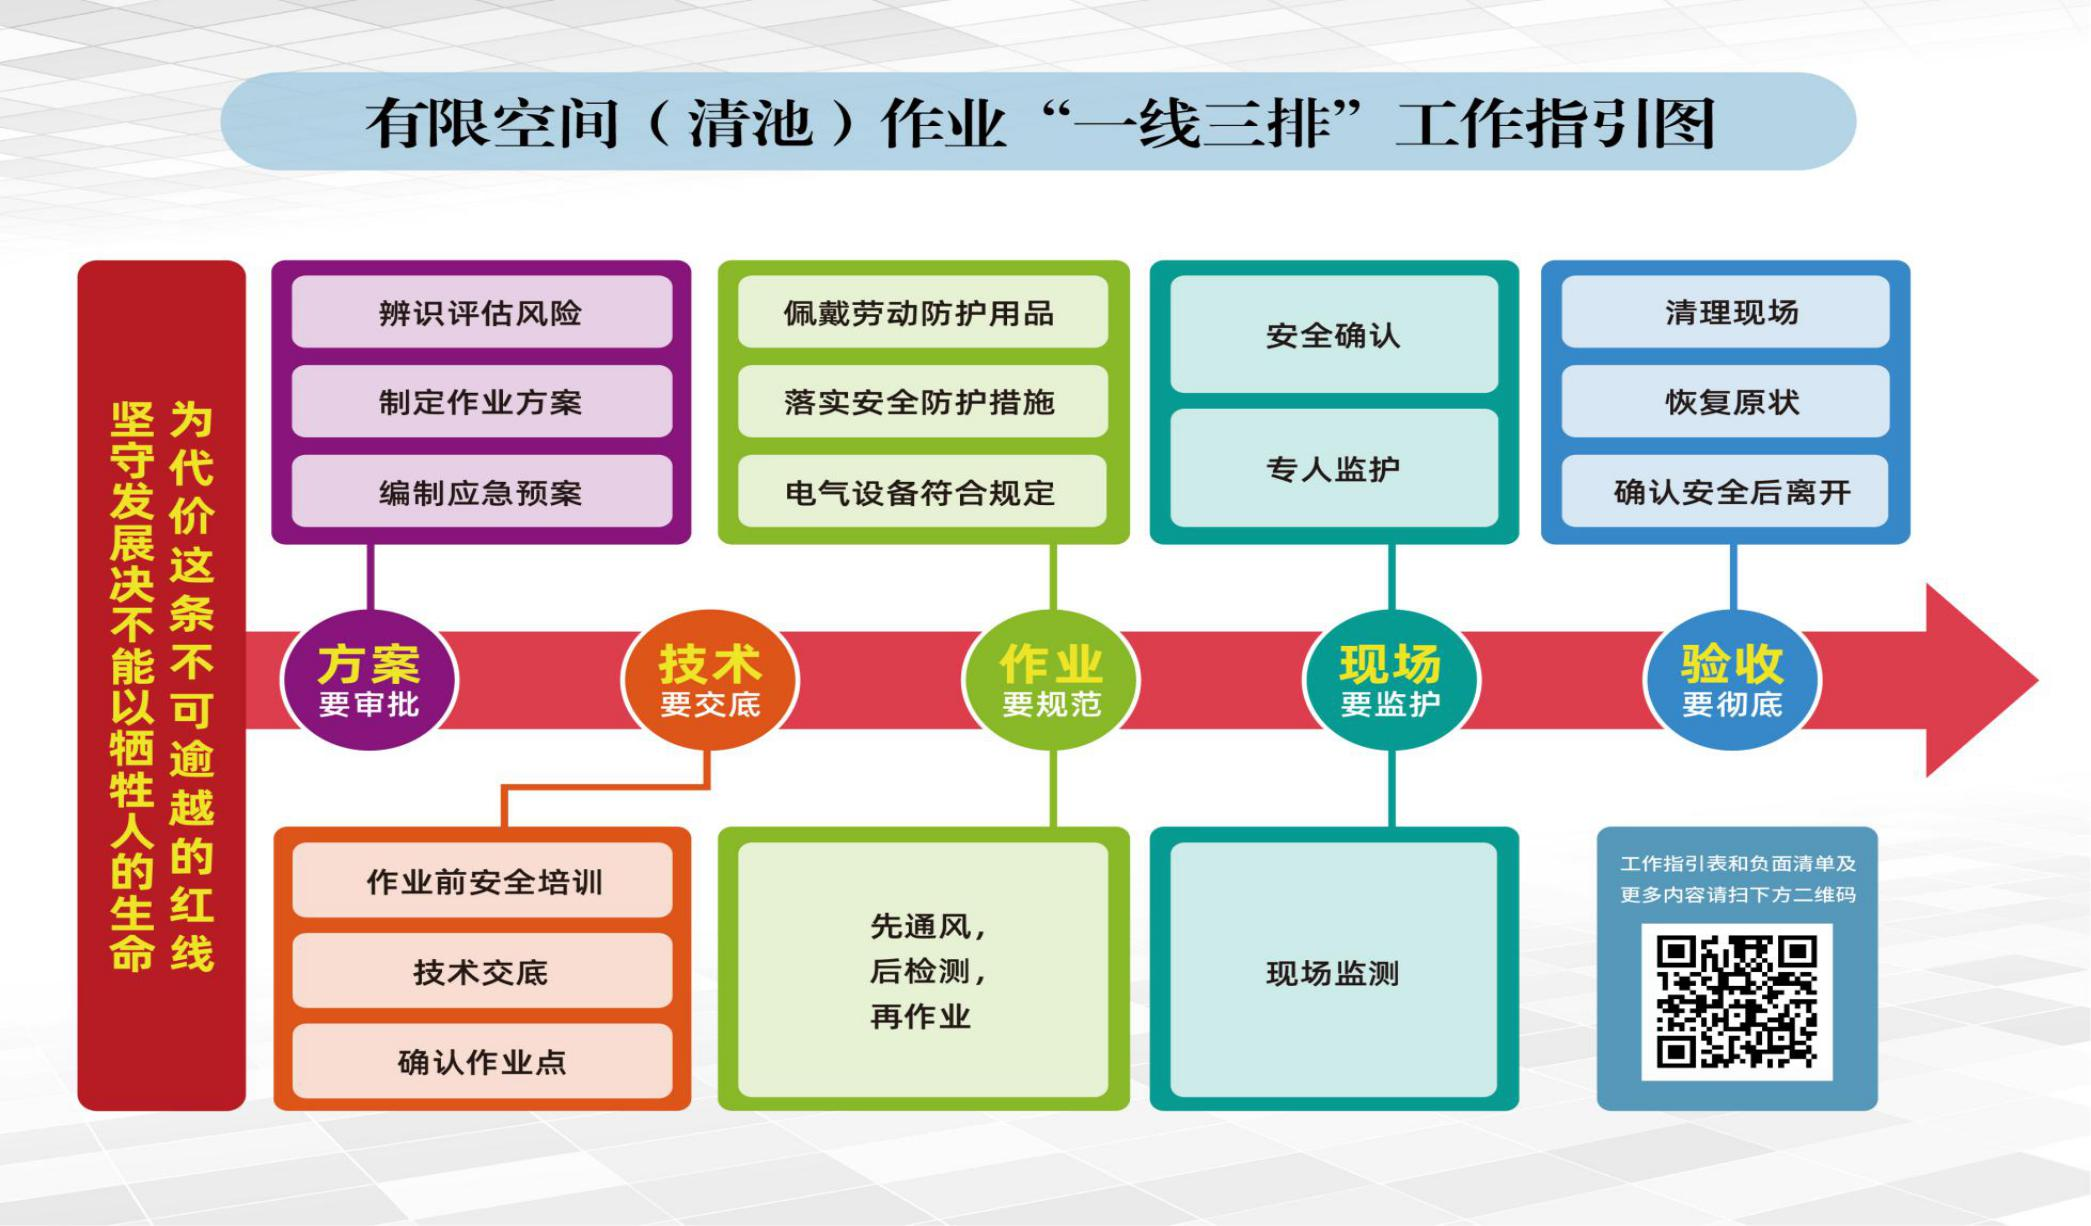 有限空间（清池）作业“一线三排”工作指引图
坚守发展决不能以牺牲人的生命
为代价这条不可逾越的红线
辨识评估风险
制定作业方案
编制应急预案
佩戴劳动防护用品
落实安全防护措施
电气设备符合规定
安全确认
专人监护
清理现场
恢复原状
确认安全后离开
方案
要审批
技术
要交底
作业
要规范
现场
要监护
验收
要彻底
作业前安全培训
技术交底
确认作业点
先通风，
后检测，
再作业
现场监测
工作指引表和负面清单及
更多内容请扫下方二维码